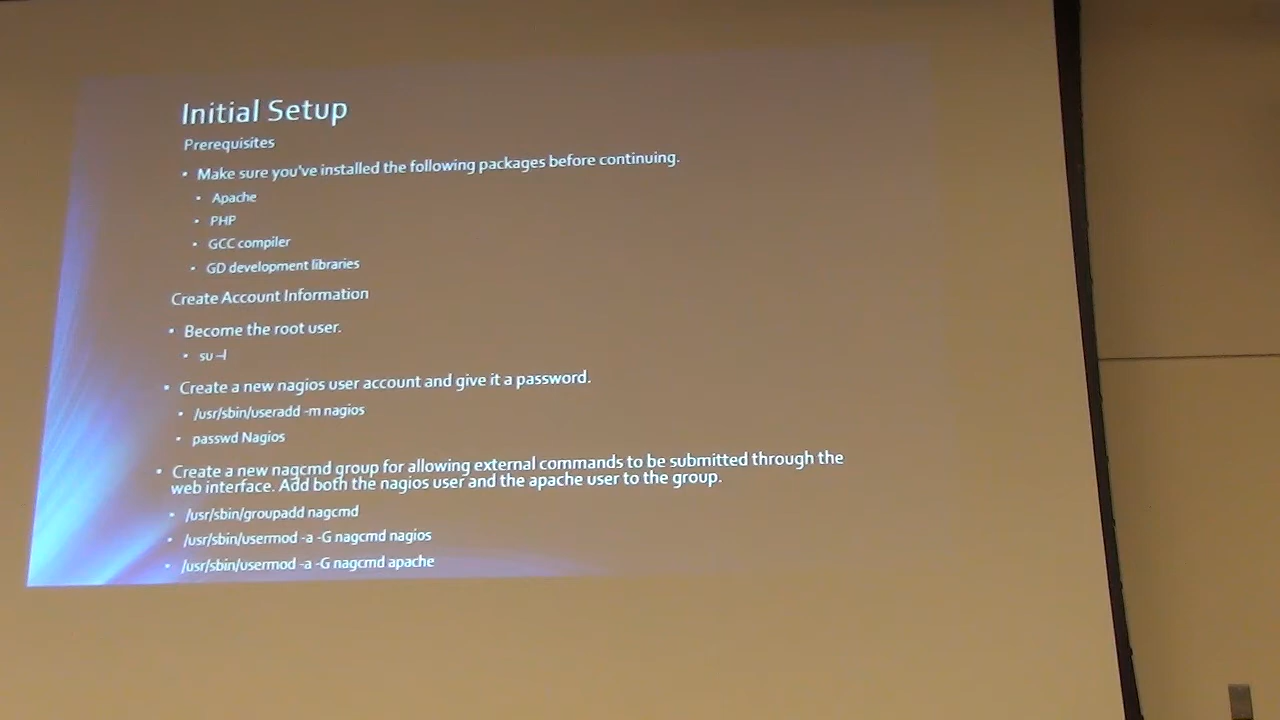 Initial Setup
Prerequisites
• Make sure you've installed the following packages before continuing.
• Apache
• PHP
• GCC compiler
• GD development libraries
Create Account Information
• Become the root user.
• su –l
• Create a new nagios user account and give it a password.
• /usr/sbin/useradd -m nagios
• passwd Nagios
• Create a new nagcmd group for allowing external commands to be submitted through the
web interface. Add both the nagios user and the apache user to the group.
• /usr/sbin/groupadd nagcmd
• /usr/sbin/usermod -a -G nagcmd nagios
• /usr/sbin/usermod -a -G nagcmd apache